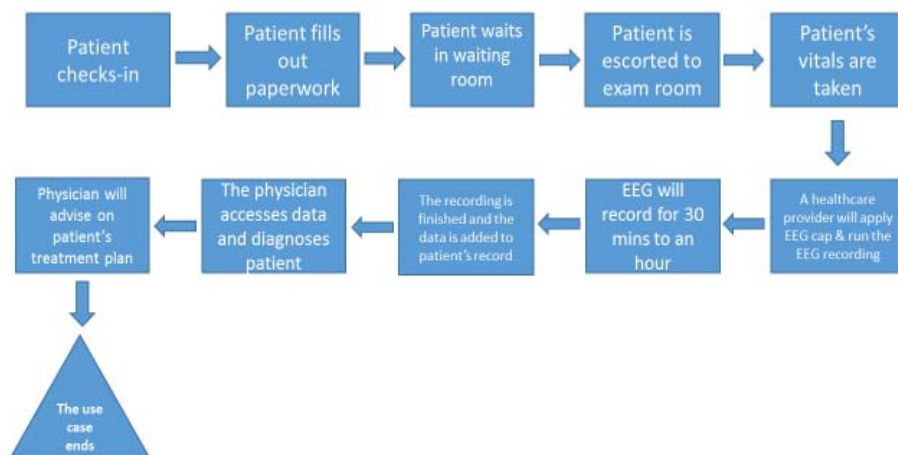 Patient
checks-in
Patient fills
out
paperwork
Patient waits
in waiting
room
Patient is
escorted to
exam room
Patient's
vitals are
taken
A healthcare
provider will apply
EEG cap & run the
EEG recording
EEG will
record for 30
mins to an
hour
The recording is
finished and the
data is added to
patient's record
The physician
accesses data
and diagnoses
patient
Physician will
advise on
patient's
treatment plan
The use
case
ends